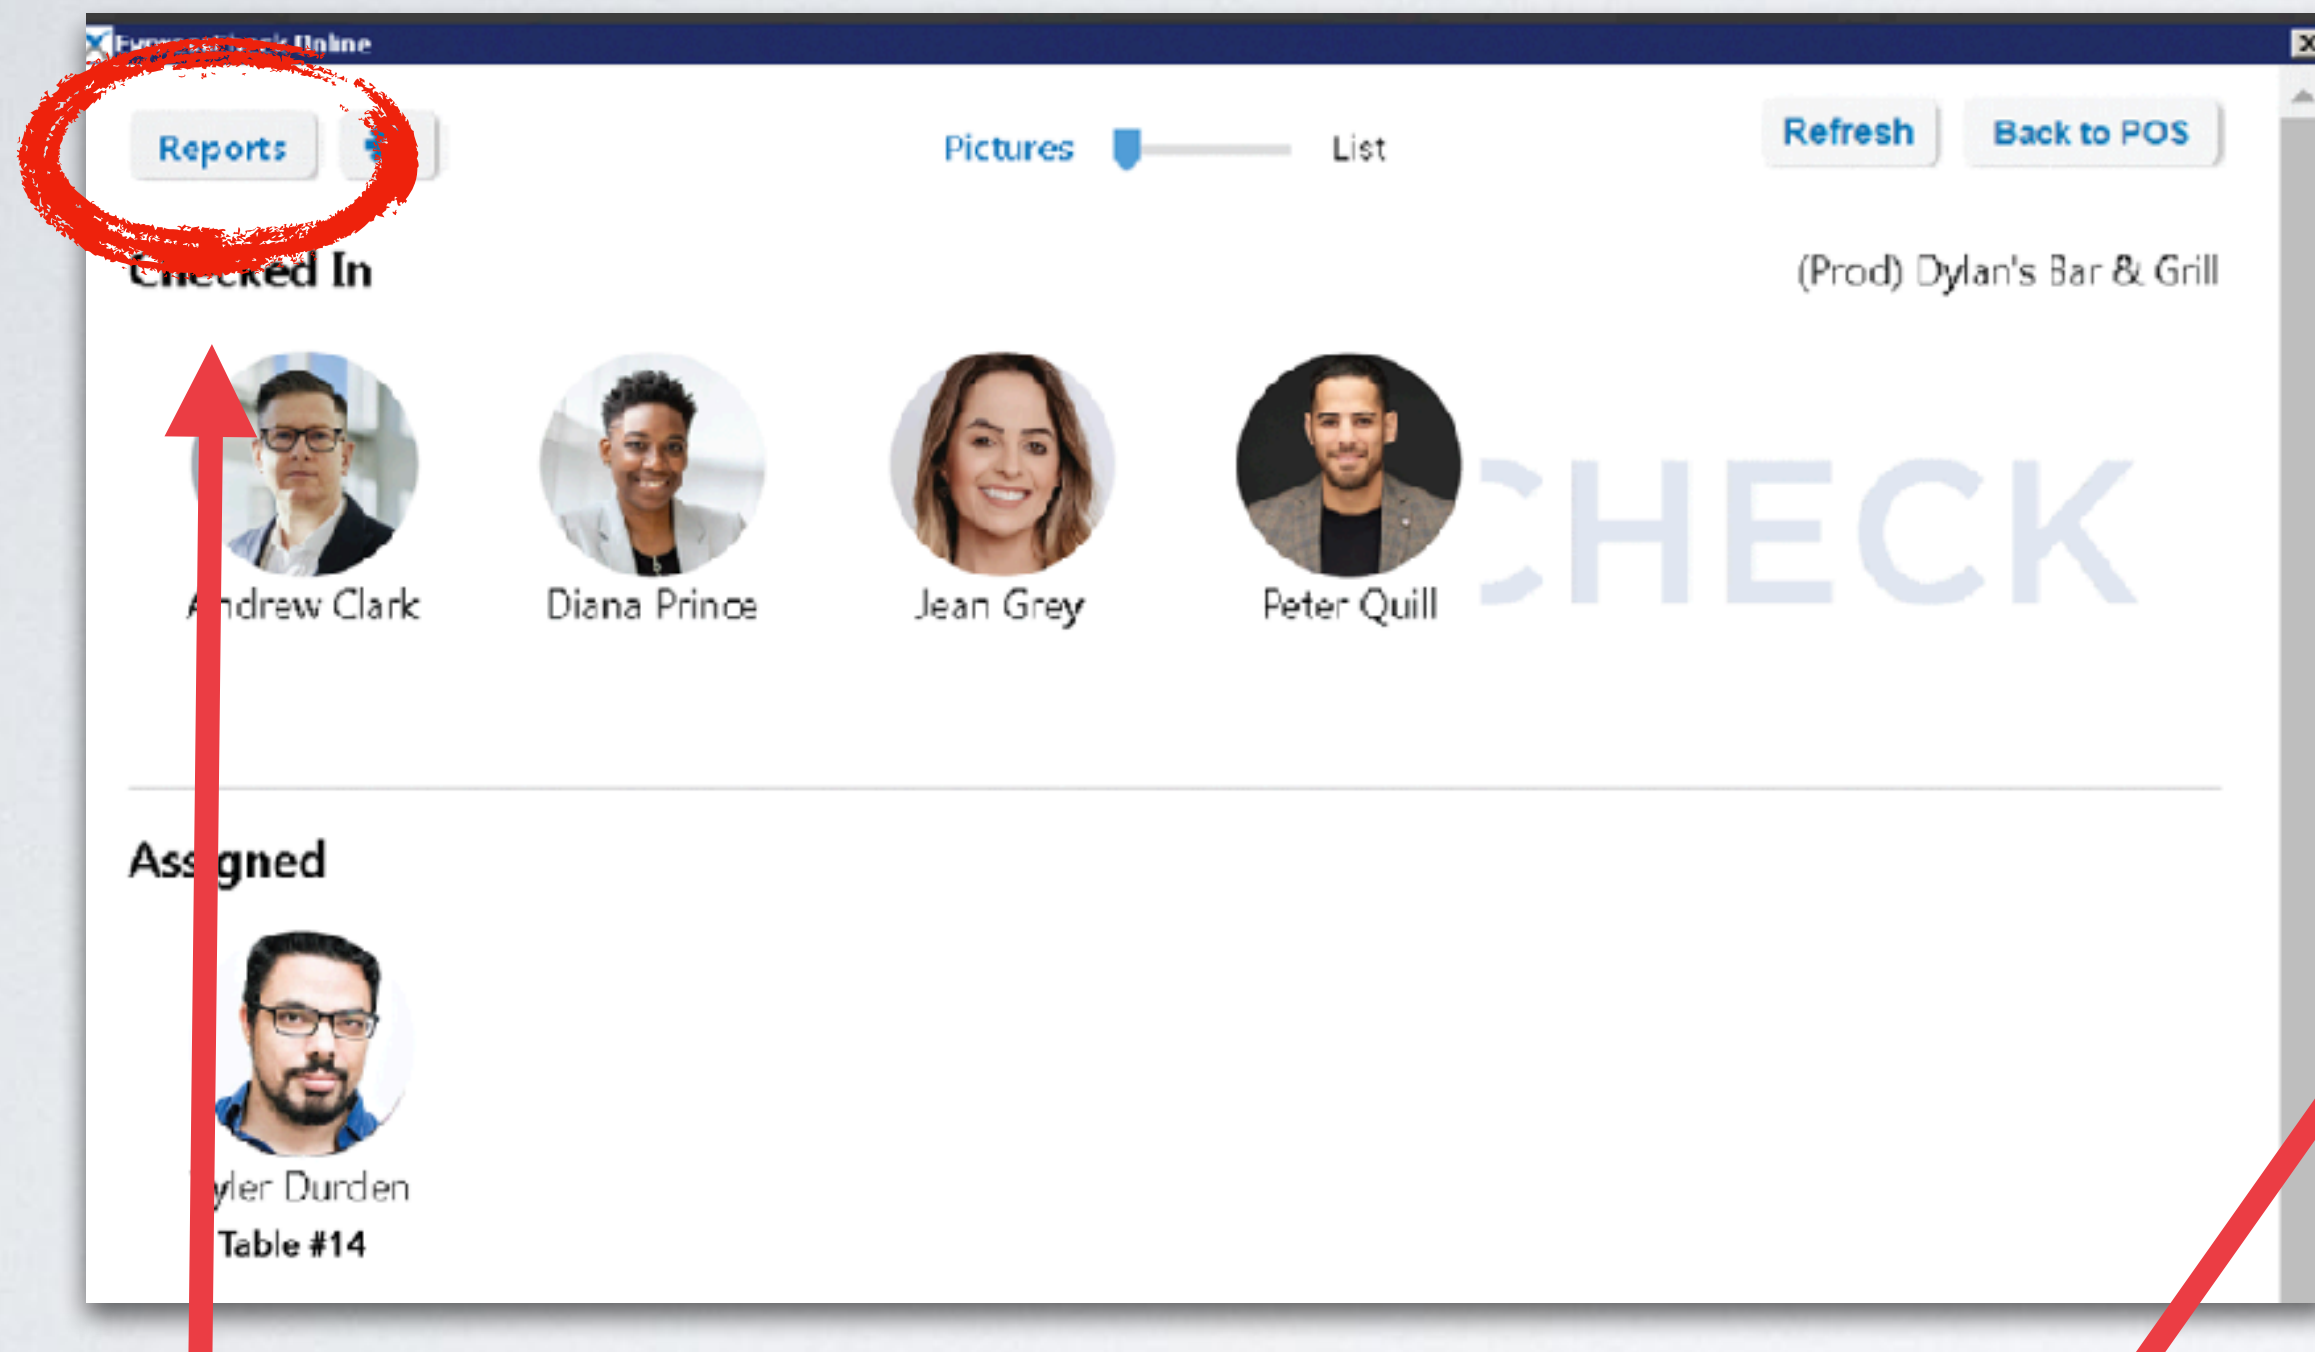 Online
Reports
Pictures List
Refresh Back to POS
Checked In
(Prod) Dylan's Bar & Grill
CHECK
Andrew Clark Diana Prince Jean Grey Peter Quill
Assigned
Tyler Durden
Table #14